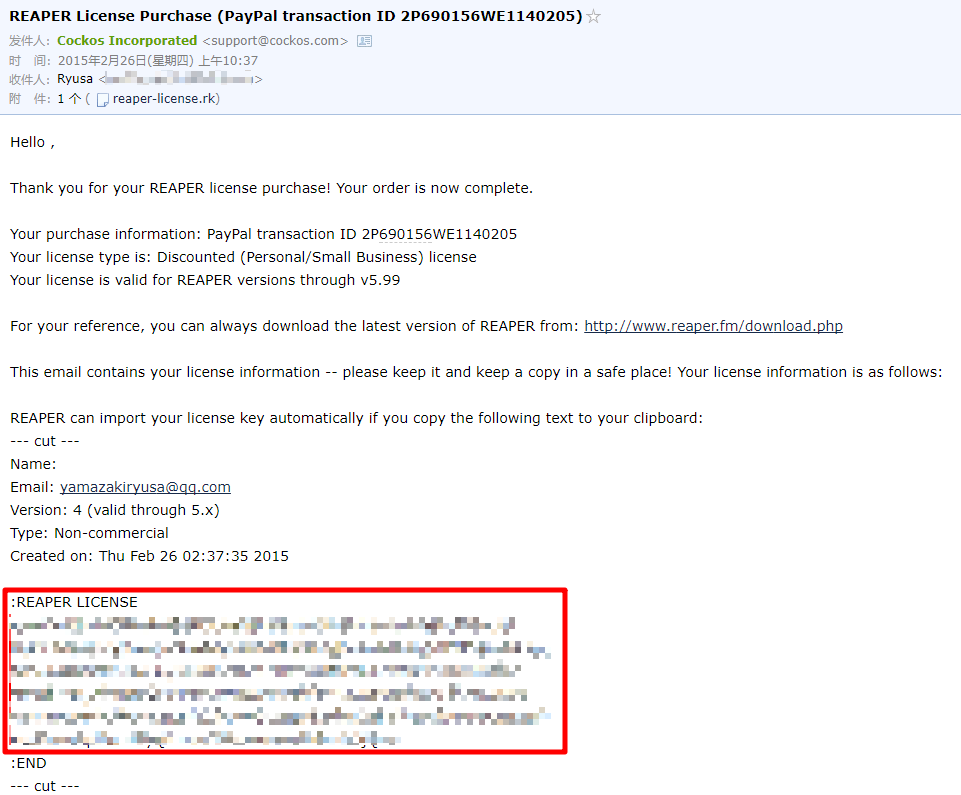 REAPER License Purchase (PayPal transaction ID 2P690156WE1140205)
发件人: Cockos Incorporated <support@cockos.com>
时 间: 2015年2月26日(星期四) 上午10:37
收件人: Ryusa < >
附 件: 1 个 ( reaper-license.rk)
Hello ,
Thank you for your REAPER license purchase! Your order is now complete.
Your purchase information: PayPal transaction ID 2P690156WE1140205
Your license type is: Discounted (Personal/Small Business) license
Your license is valid for REAPER versions through v5.99
For your reference, you can always download the latest version of REAPER from: http://www.reaper.fm/download.php
This email contains your license information -- please keep it and keep a copy in a safe place! Your license information is as follows:
REAPER can import your license key automatically if you copy the following text to your clipboard:
--- cut ---
Name:
Email: yamazakiryusa@qq.com
Version: 4 (valid through 5.x)
Type: Non-commercial
Created on: Thu Feb 26 02:37:35 2015
:REAPER LICENSE
:END
--- cut ---